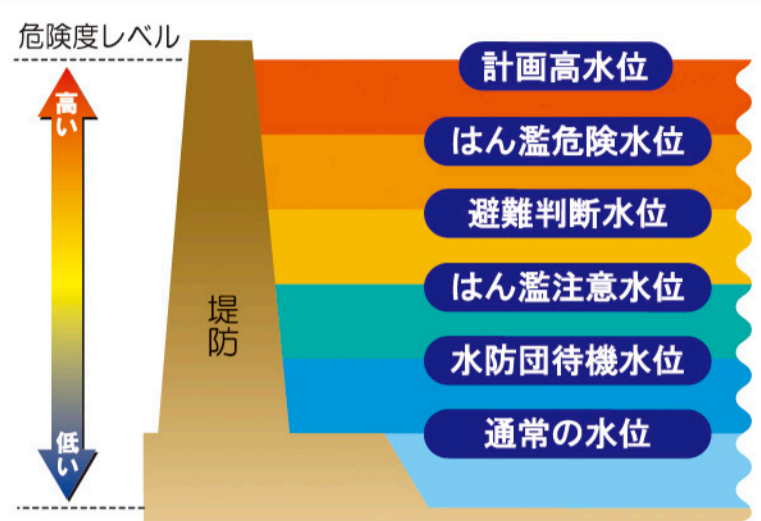 危険度レベル
高い
計画高水位
はん濫危険水位
避難判断水位
はん濫注意水位
堤防
水防団待機水位
通常の水位
低い